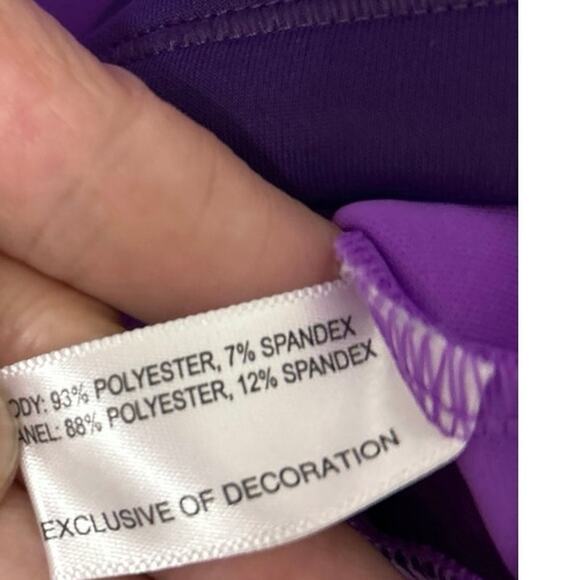 ODY: 93% POLYESTER, 7% SPANDEX
ANEL: 88% POLYESTER, 12% SPANDEX
EXCLUSIVE OF DECORATION